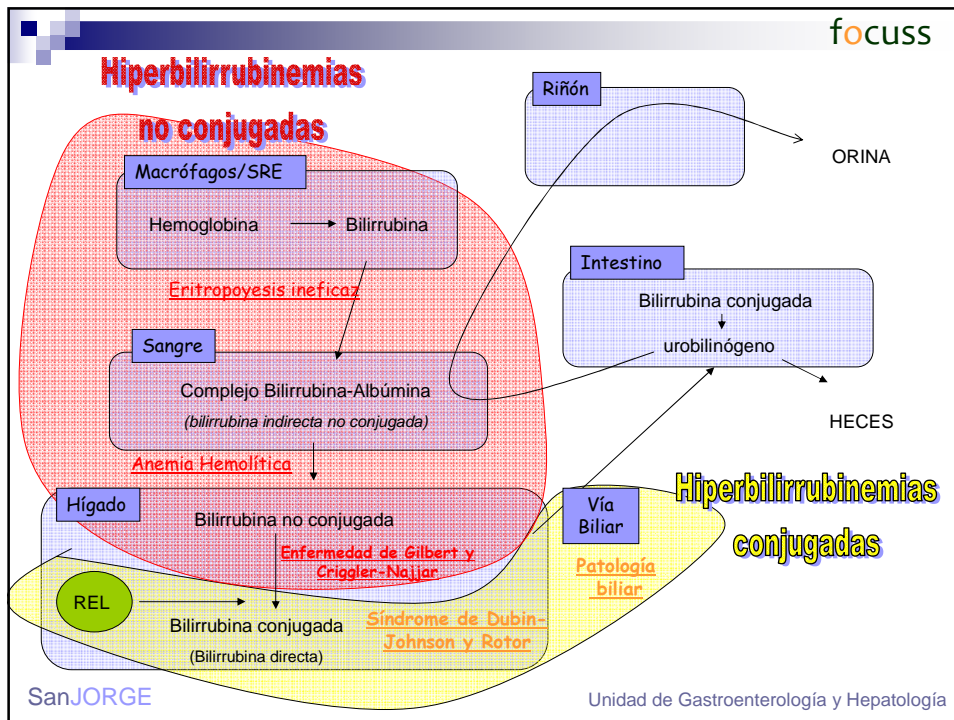 focuss
Hiperbilirrubinemias
no conjugadas
Riñón
ORINA
Macrófagos/SRE
Hemoglobina
Bilirrubina
Eritropoyesis ineficaz
Intestino
Bilirrubina conjugada
urobilinógeno
HECES
Sangre
Complejo Bilirrubina-Albúmina
(bilirrubina indirecta no conjugada)
Anemia Hemolítica
Hígado
Bilirrubina no conjugada
Enfermedad de Gilbert y
Criggler-Najjar
Vía
Biliar
Hiperbilirrubinemias
conjugadas
Patología
biliar
REL
Bilirrubina conjugada
(Bilirrubina directa)
Síndrome de Dubin-
Johnson y Rotor
SanJORGE
Unidad de Gastroenterología y Hepatología